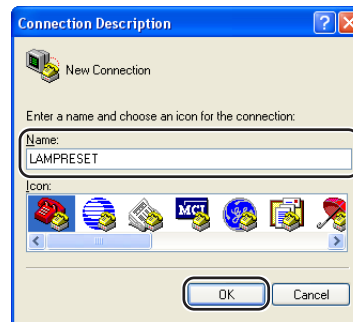 Connection Description
New Connection
Enter a name and choose an icon for the connection:
Name:
LAMPRESET
Icon:
MCI
OK Cancel